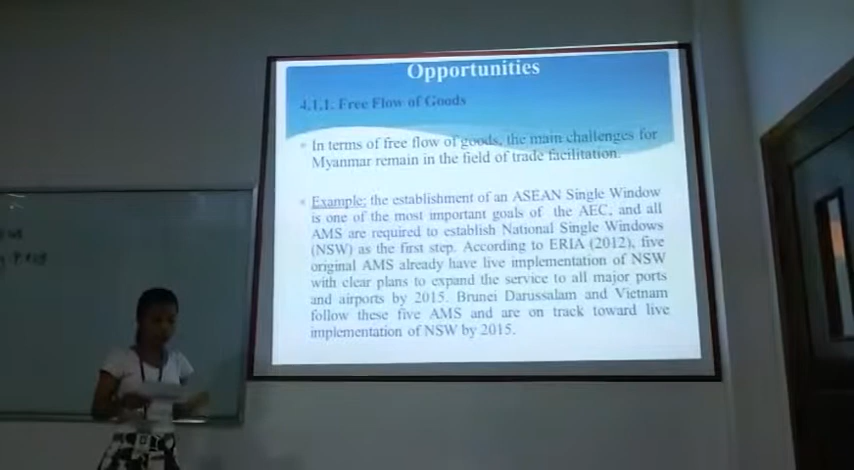 Opportunities
4.1.1. Free Flow of Goods
In terms of free flow of goods, the main challenges for
Myanmar remain in the field of trade facilitation.
Example: the establishment of an ASEAN Single Window
is one of the most important goals of the AEC, and all
AMS are required to establish National Single Windows
(NSW) as the first step. According to ERIA (2012), five
original AMS already have live implementation of NSW
with clear plans to expand the service to all major ports
and airports by 2015. Brunei Darussalam and Vietnam
follow these five AMS and are on track toward live
implementation of NSW by 2015.